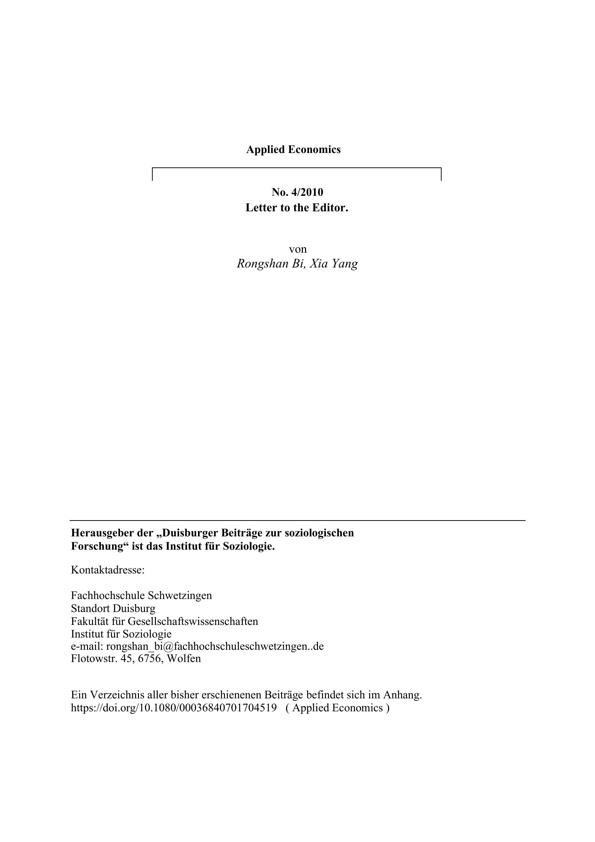 Applied Economics
No. 4/2010
Letter to the Editor.
von
Rongshan Bi, Xia Yang
Herausgeber der „Duisburger Beiträge zur soziologischen
Forschung“ ist das Institut für Soziologie.
Kontaktadresse:
Fachhochschule Schwetzingen
Standort Duisburg
Fakultät für Gesellschaftswissenschaften
Institut für Soziologie
e-mail: rongshan_bi@fachhochschuleschwetzingen..de
Flotowstr. 45, 6756, Wolfen
Ein Verzeichnis aller bisher erschienenen Beiträge befindet sich im Anhang.
https://doi.org/10.1080/00036840701704519 ( Applied Economics )